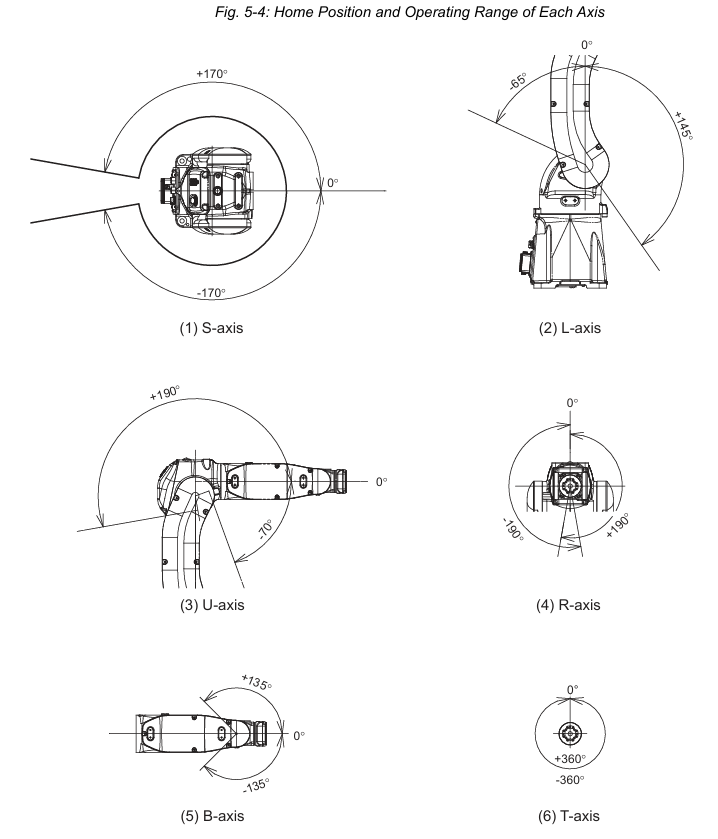 Fig. 5-4: Home Position and Operating Range of Each Axis
+170°
0°
-170°
(1) S-axis
0°
-65°
+145°
(2) L-axis
+190°
0°
-70°
(3) U-axis
0°
-190°
+190°
(4) R-axis
+135°
0°
-135°
(5) B-axis
0°
+360°
-360°
(6) T-axis